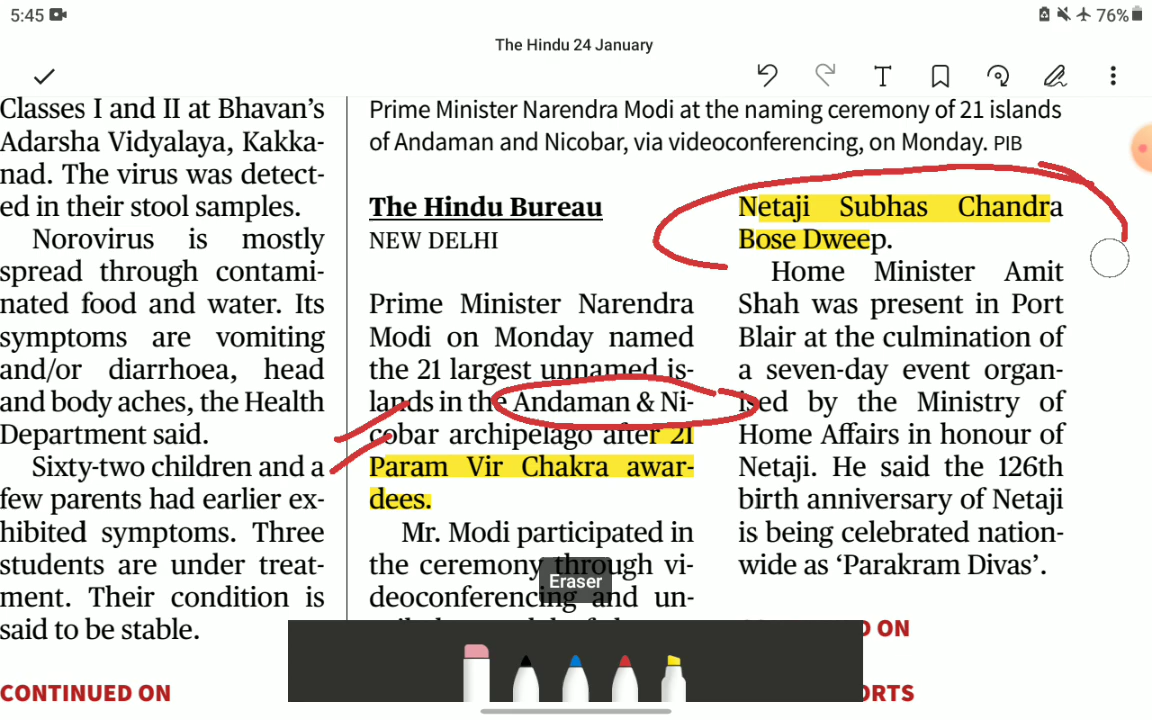 5:45
76%
The Hindu 24 January
Classes I and II at Bhavan's
Adarsha Vidyalaya, Kakka-
nad. The virus was detect-
ed in their stool samples.
Norovirus is mostly
spread through contami-
nated food and water. Its
symptoms are vomiting
and/or diarrhoea, head
and body aches, the Health
Department said.
Sixty-two children and a
few parents had earlier ex-
hibited symptoms. Three
students are under treat-
ment. Their condition is
said to be stable.
CONTINUED ON
Prime Minister Narendra Modi at the naming ceremony of 21 islands
of Andaman and Nicobar, via videoconferencing, on Monday. PIB
The Hindu Bureau
NEW DELHI
Prime Minister Narendra
Modi on Monday named
the 21 largest unnamed is-
lands in the Andaman & Ni-
cobar archipelago after 21
Param Vir Chakra awar-
dees.
Mr. Modi participated in
the ceremony through vi-
deoconferencing and un-
Netaji Subhas Chandra
Bose Dweep.
Home Minister Amit
Shah was present in Port
Blair at the culmination of
a seven-day event organ-
ised by the Ministry of
Home Affairs in honour of
Netaji. He said the 126th
birth anniversary of Netaji
is being celebrated nation-
wide as 'Parakram Divas'.
ON
Eraser